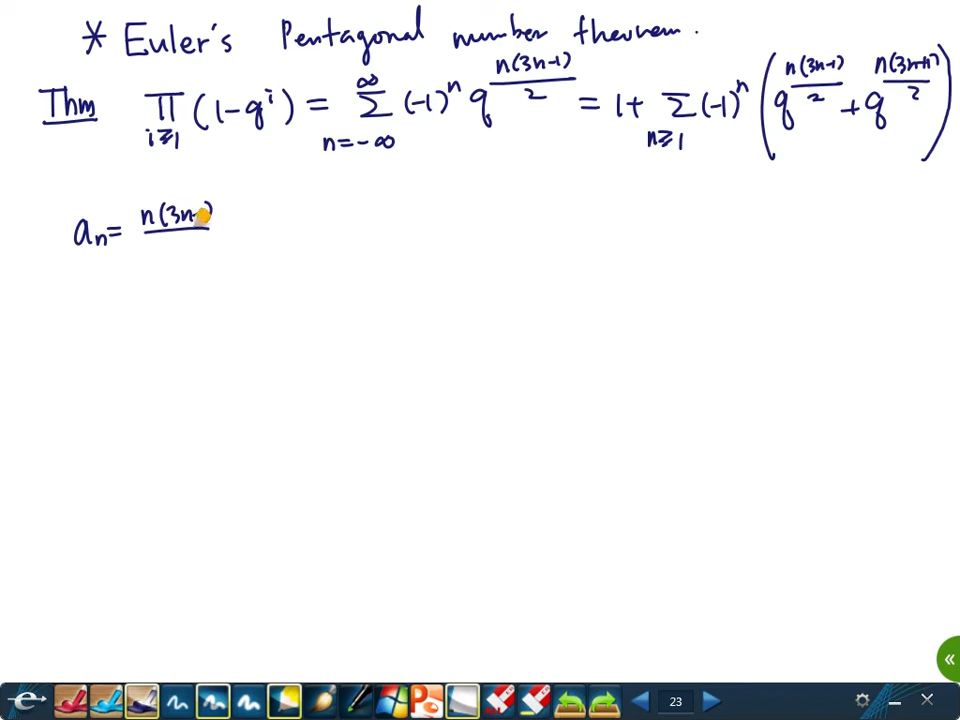 * Euler's Pentagonal number theorem.
Thm ∏_{i≥1} (1-q^i) = ∑_{n=-∞}^{∞} (-1)^n q^{n(3n-1)/2} = 1 + ∑_{n≥1} (-1)^n ( q^{n(3n-1)/2} + q^{n(3n+1)/2} )
a_n = n(3n-)
23
«